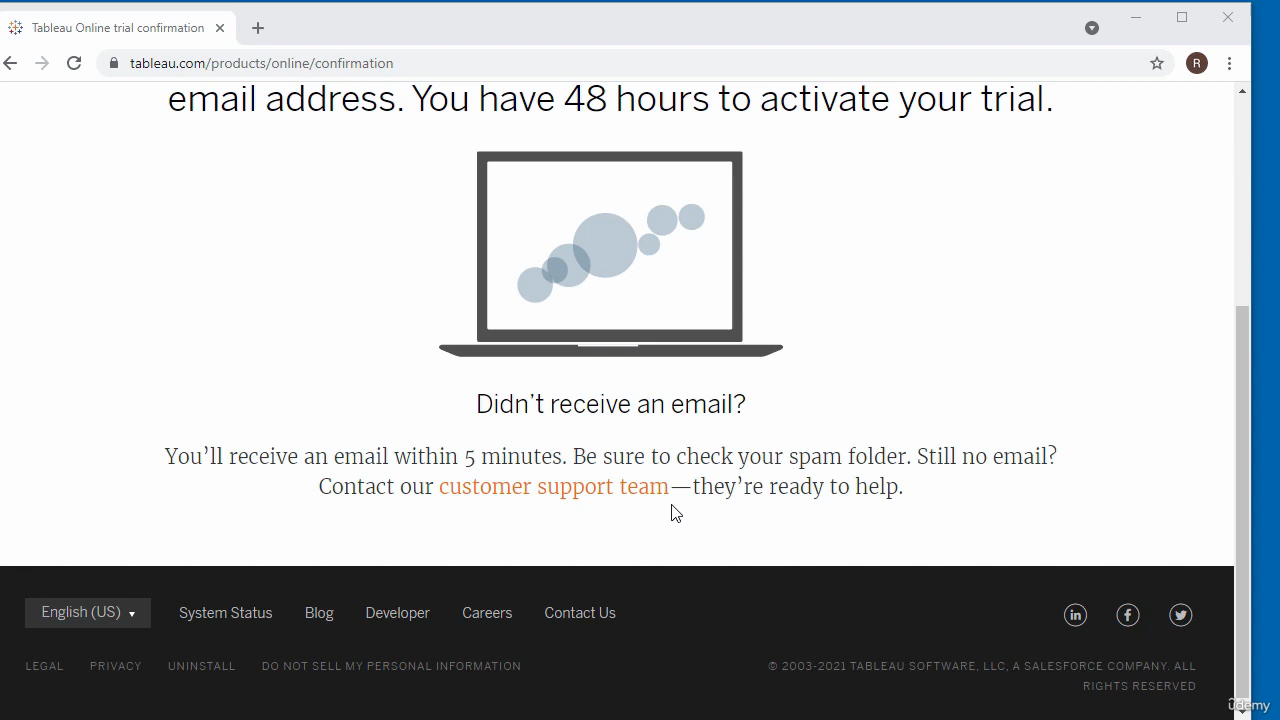 Tableau Online trial confirmation
tableau.com/products/online/confirmation
R
email address. You have 48 hours to activate your trial.
Didn't receive an email?
You'll receive an email within 5 minutes. Be sure to check your spam folder. Still no email?
Contact our customer support team—they're ready to help.
English (US) System Status Blog Developer Careers Contact Us
LEGAL PRIVACY UNINSTALL DO NOT SELL MY PERSONAL INFORMATION
© 2003-2021 TABLEAU SOFTWARE, LLC, A SALESFORCE COMPANY. ALL
RIGHTS RESERVED
udemy